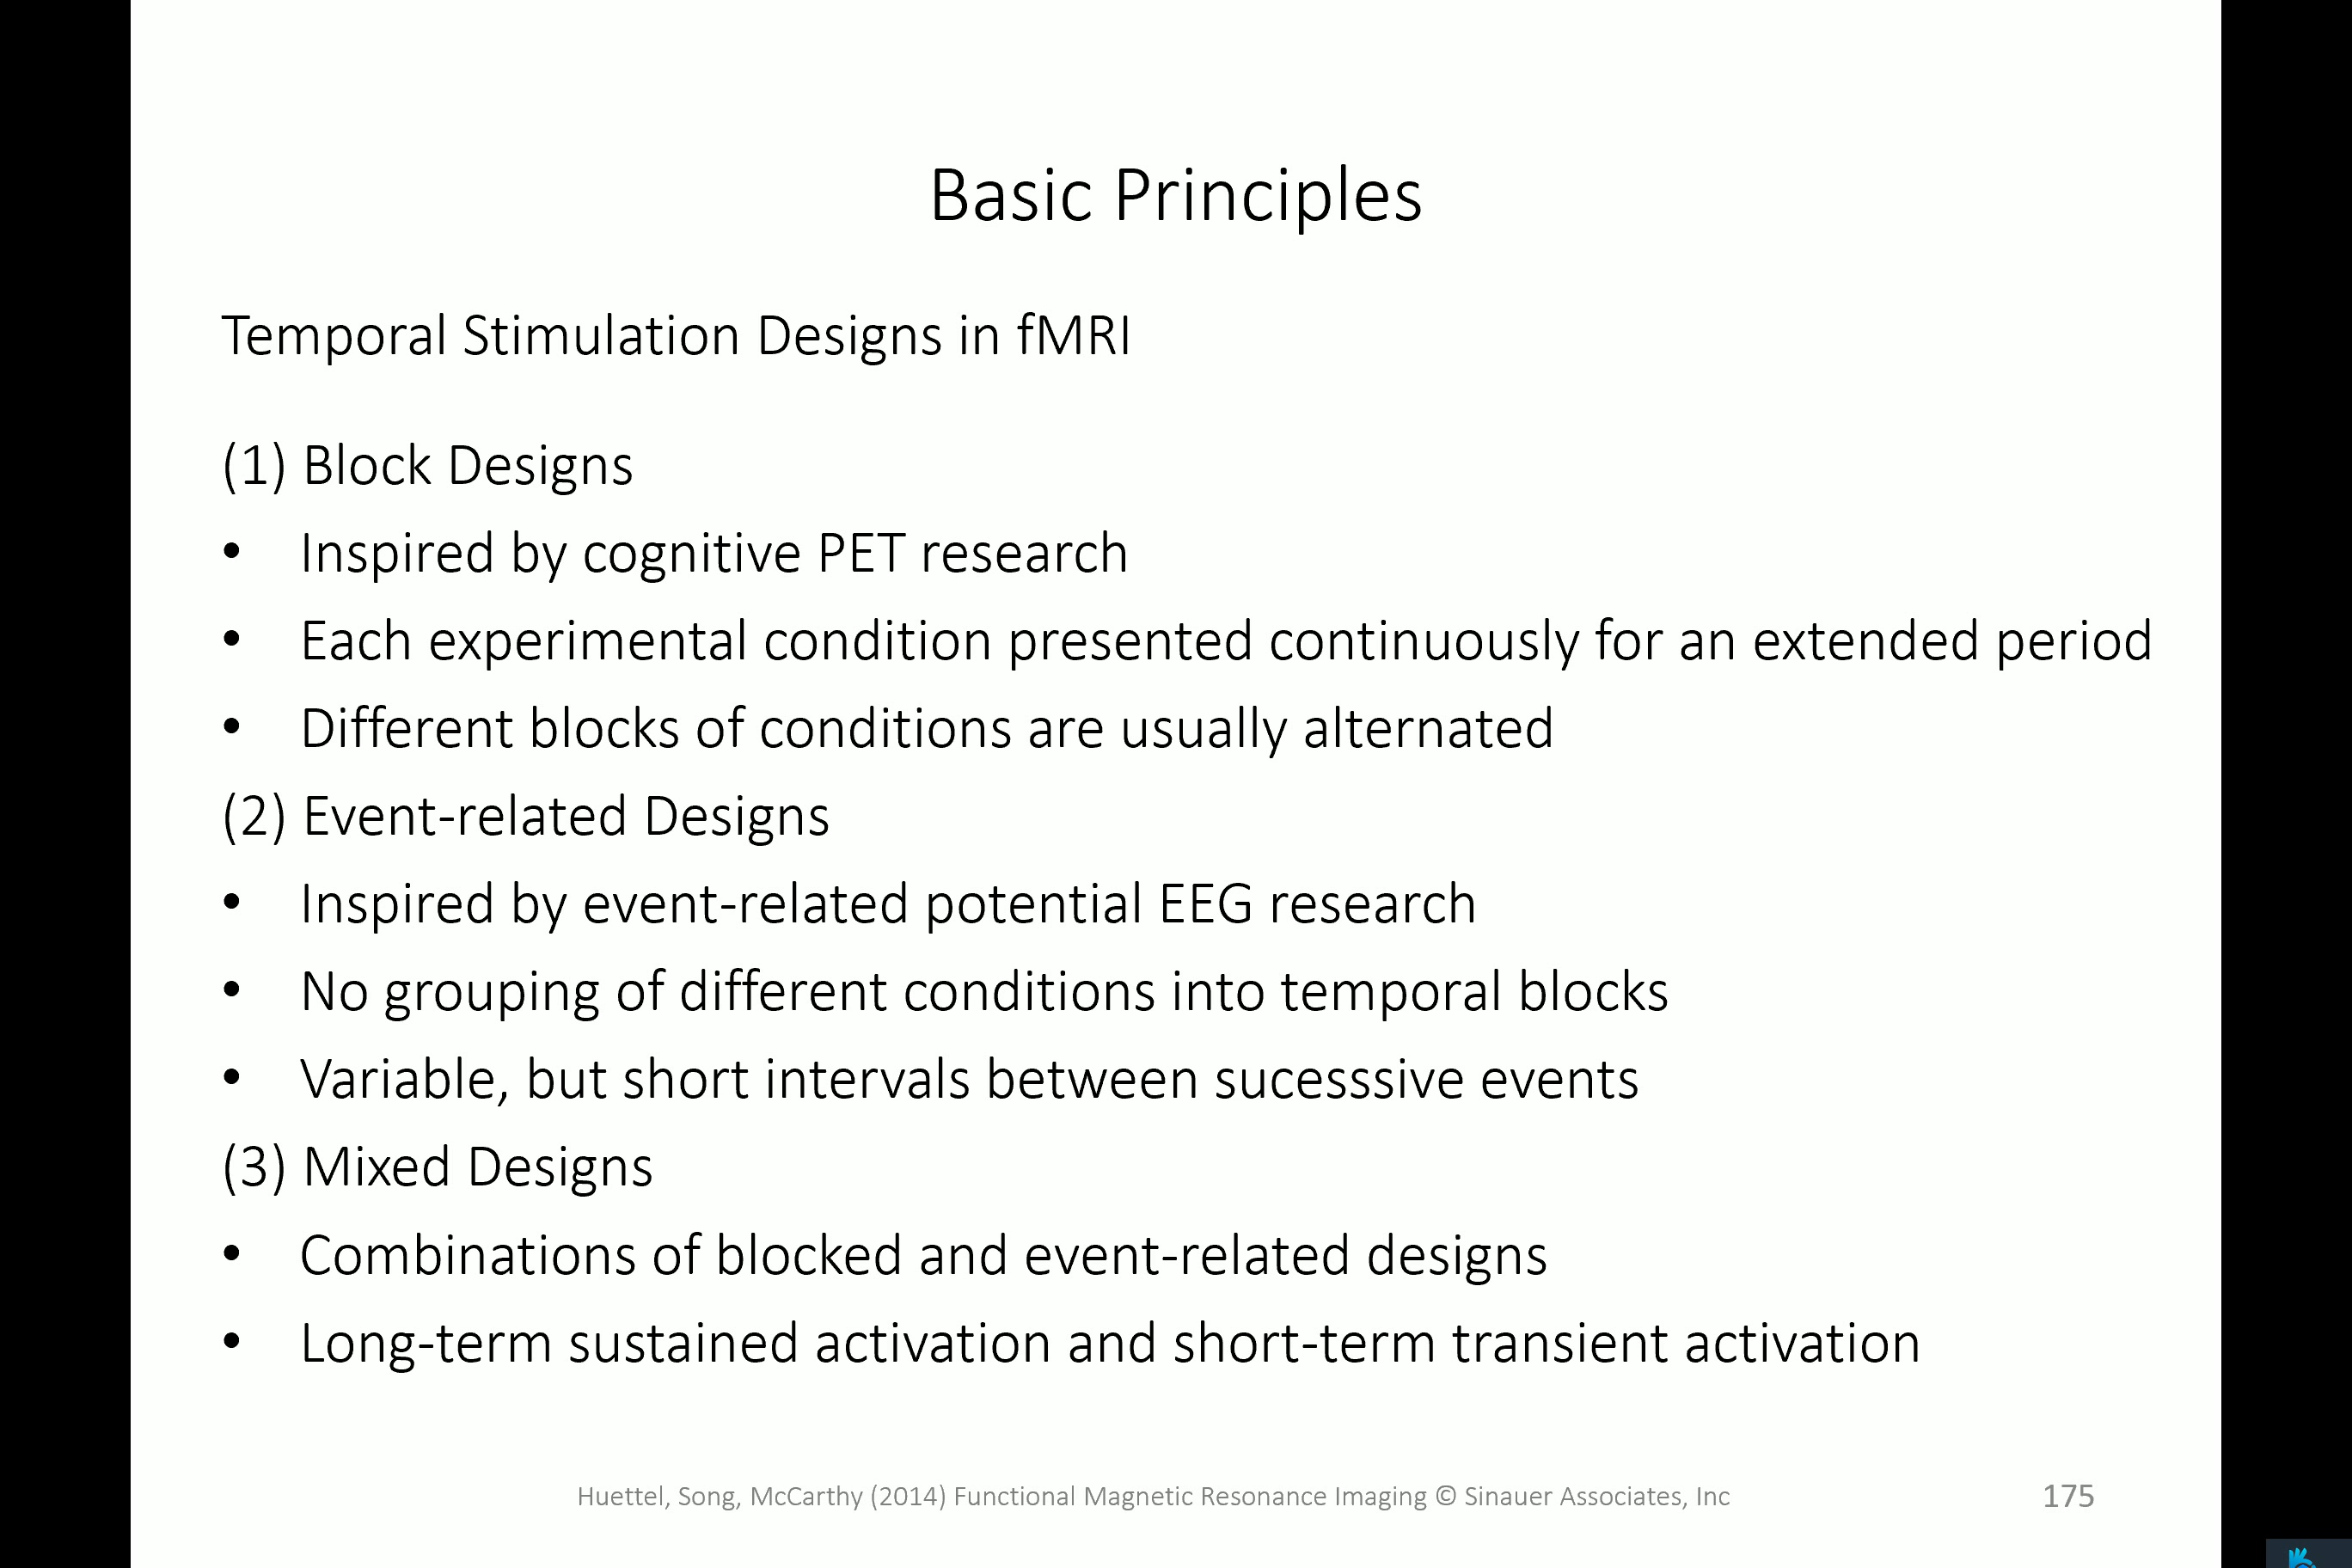 Basic Principles
Temporal Stimulation Designs in fMRI
(1) Block Designs
• Inspired by cognitive PET research
• Each experimental condition presented continuously for an extended period
• Different blocks of conditions are usually alternated
(2) Event-related Designs
• Inspired by event-related potential EEG research
• No grouping of different conditions into temporal blocks
• Variable, but short intervals between sucesssive events
(3) Mixed Designs
• Combinations of blocked and event-related designs
• Long-term sustained activation and short-term transient activation
Huettel, Song, McCarthy (2014) Functional Magnetic Resonance Imaging © Sinauer Associates, Inc 175